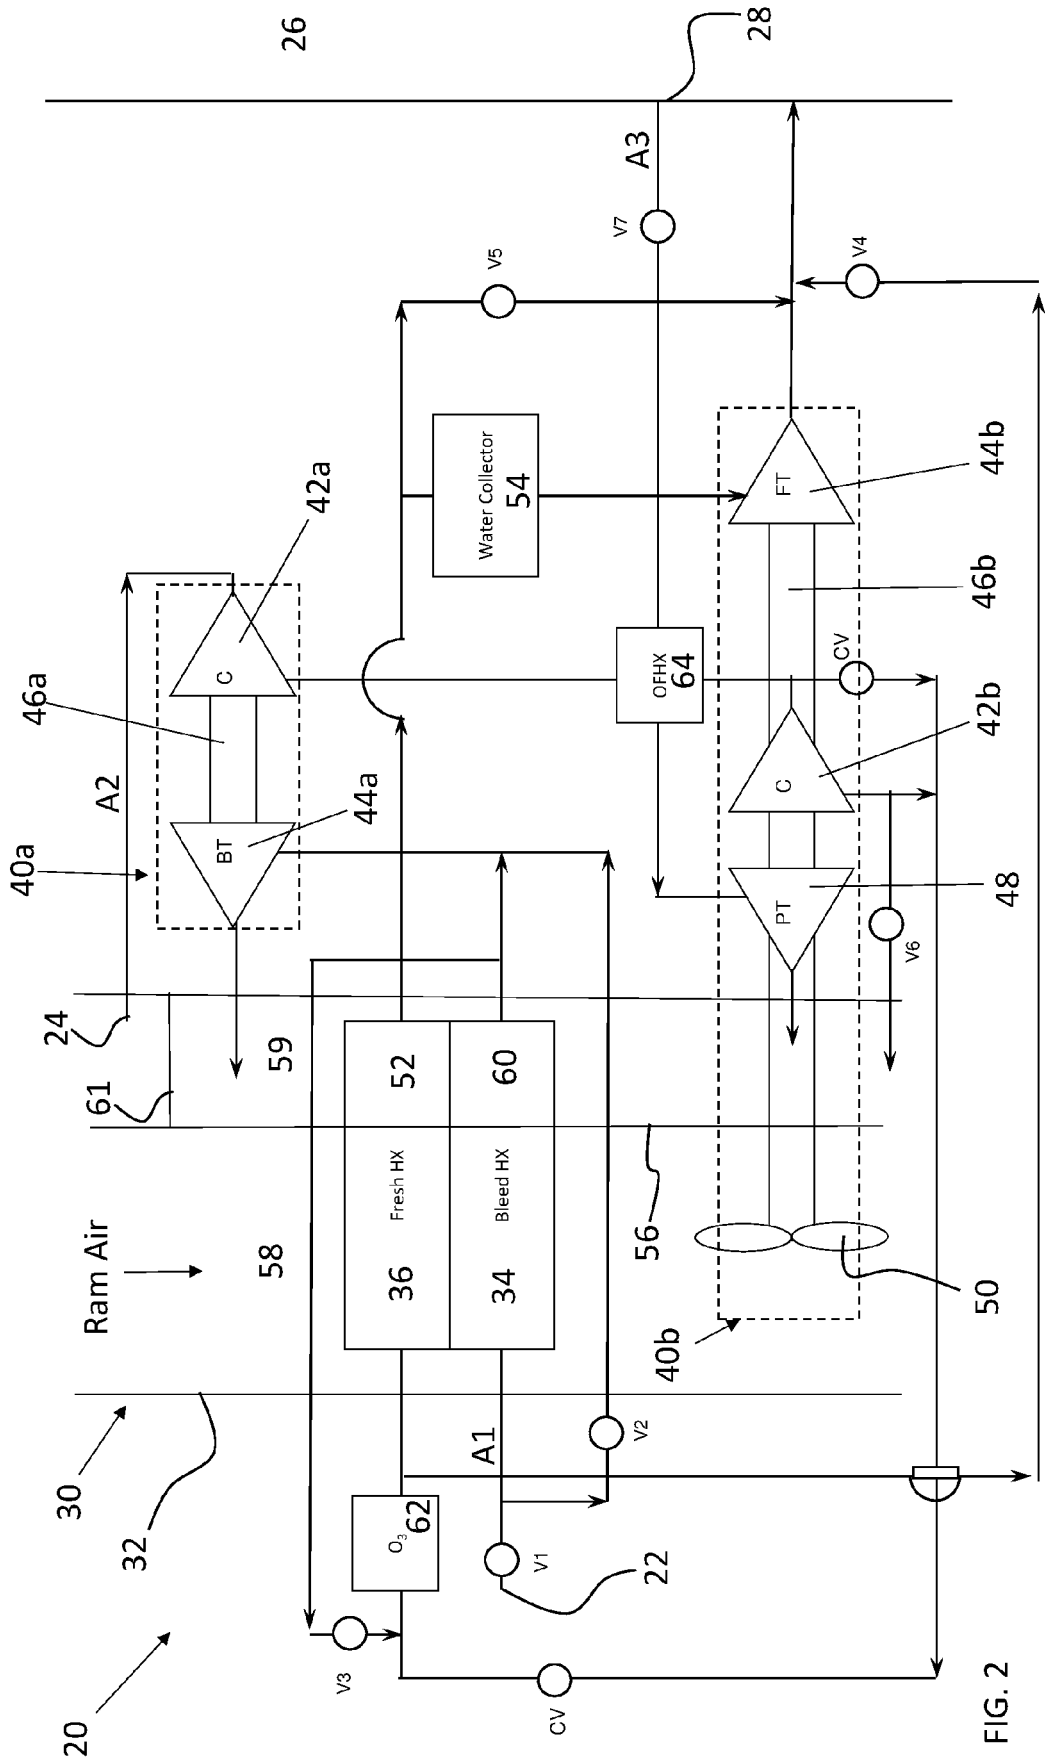 20
30
32
Ram Air
61
24
A2
40a
46a
42a
26
BT
C
44a
58
59
V3
O₃
62
36
Fresh HX
52
34
Bleed HX
60
A1
V1
22
V2
CV
Water Collector
54
V5
V7
A3
28
OFHX
64
56
40b
50
PT
48
C
42b
CV
46b
FT
44b
V6
V4
FIG. 2